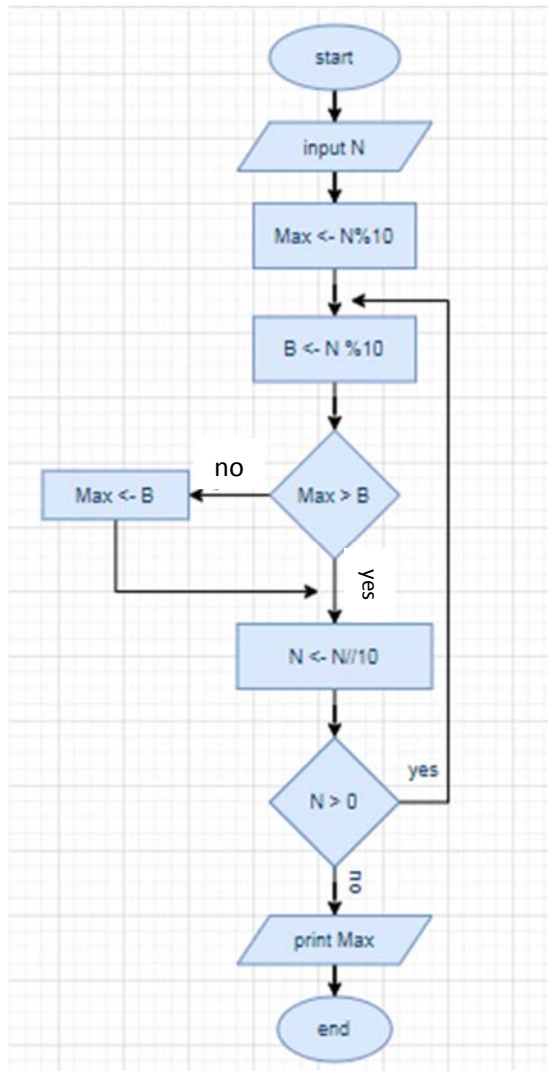 start
input N
Max <- N%10
B <- N %10
Max > B
no
Max <- B
yes
N <- N//10
N > 0
yes
no
print Max
end